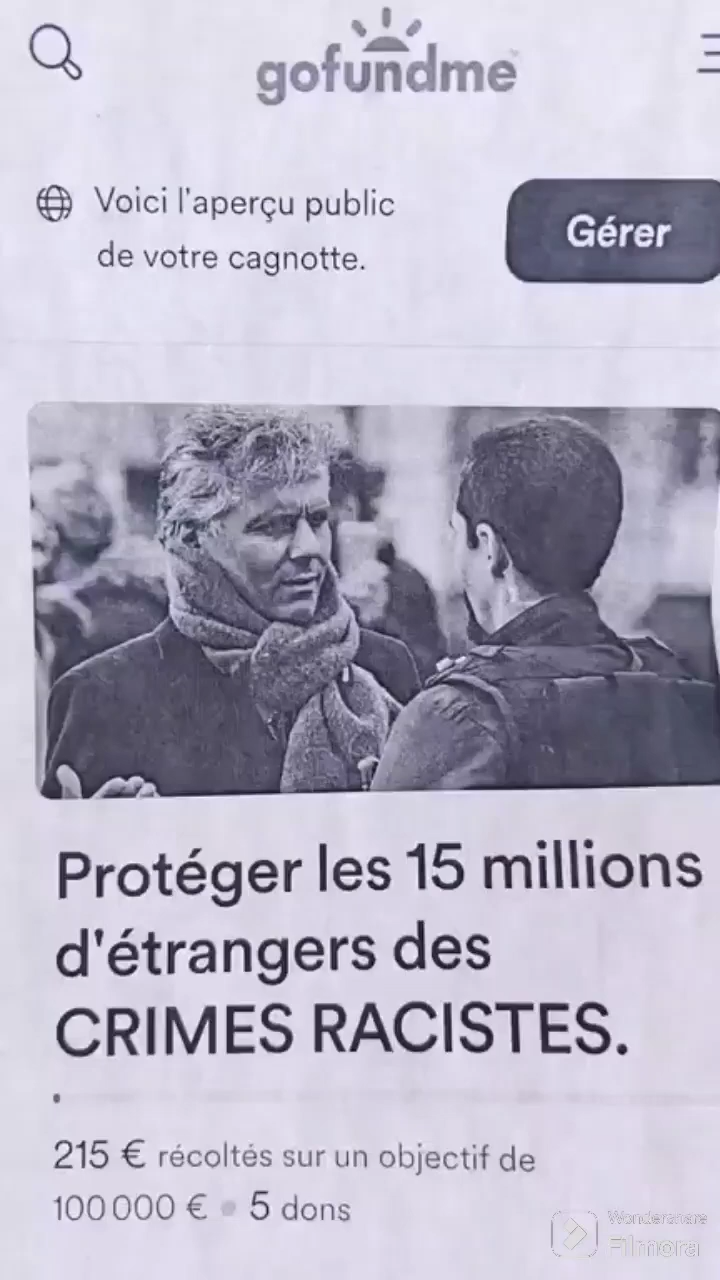 gofundme
Voici l'aperçu public
de votre cagnotte.
Gérer
Protéger les 15 millions
d'étrangers des
CRIMES RACISTES.
215 € récoltés sur un objectif de
100 000 € 5 dons
Wondershare
Filmora